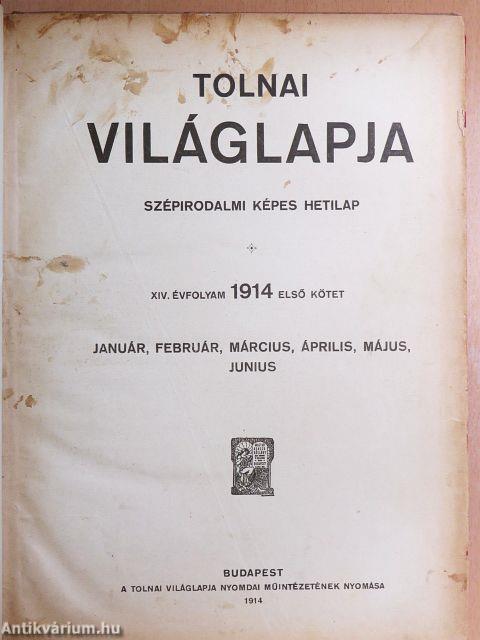 TOLNAI
VILÁGLAPJA
SZÉPIRODALMI KÉPES HETILAP
XIV. ÉVFOLYAM 1914 ELSŐ KÖTET
JANUÁR, FEBRUÁR, MÁRCIUS, ÁPRILIS, MÁJUS,
JUNIUS
BUDAPEST
A TOLNAI VILÁGLAPJA NYOMDAI MŰINTÉZETÉNEK NYOMÁSA
1914
Antikvárium.hu